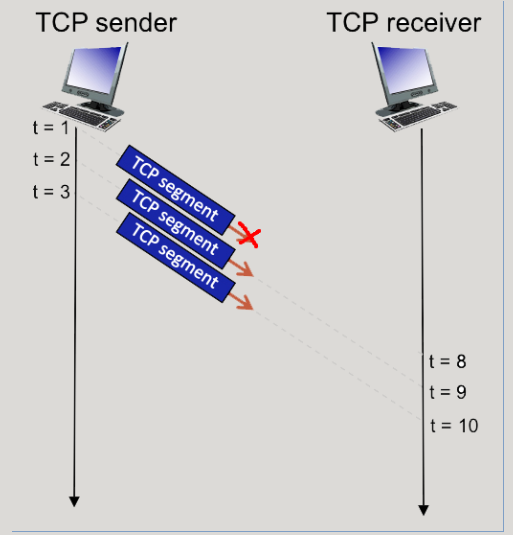 TCP sender
TCP receiver
t = 1
t = 2
t = 3
TCP segment
TCP segment
TCP segment
t = 8
t = 9
t = 10